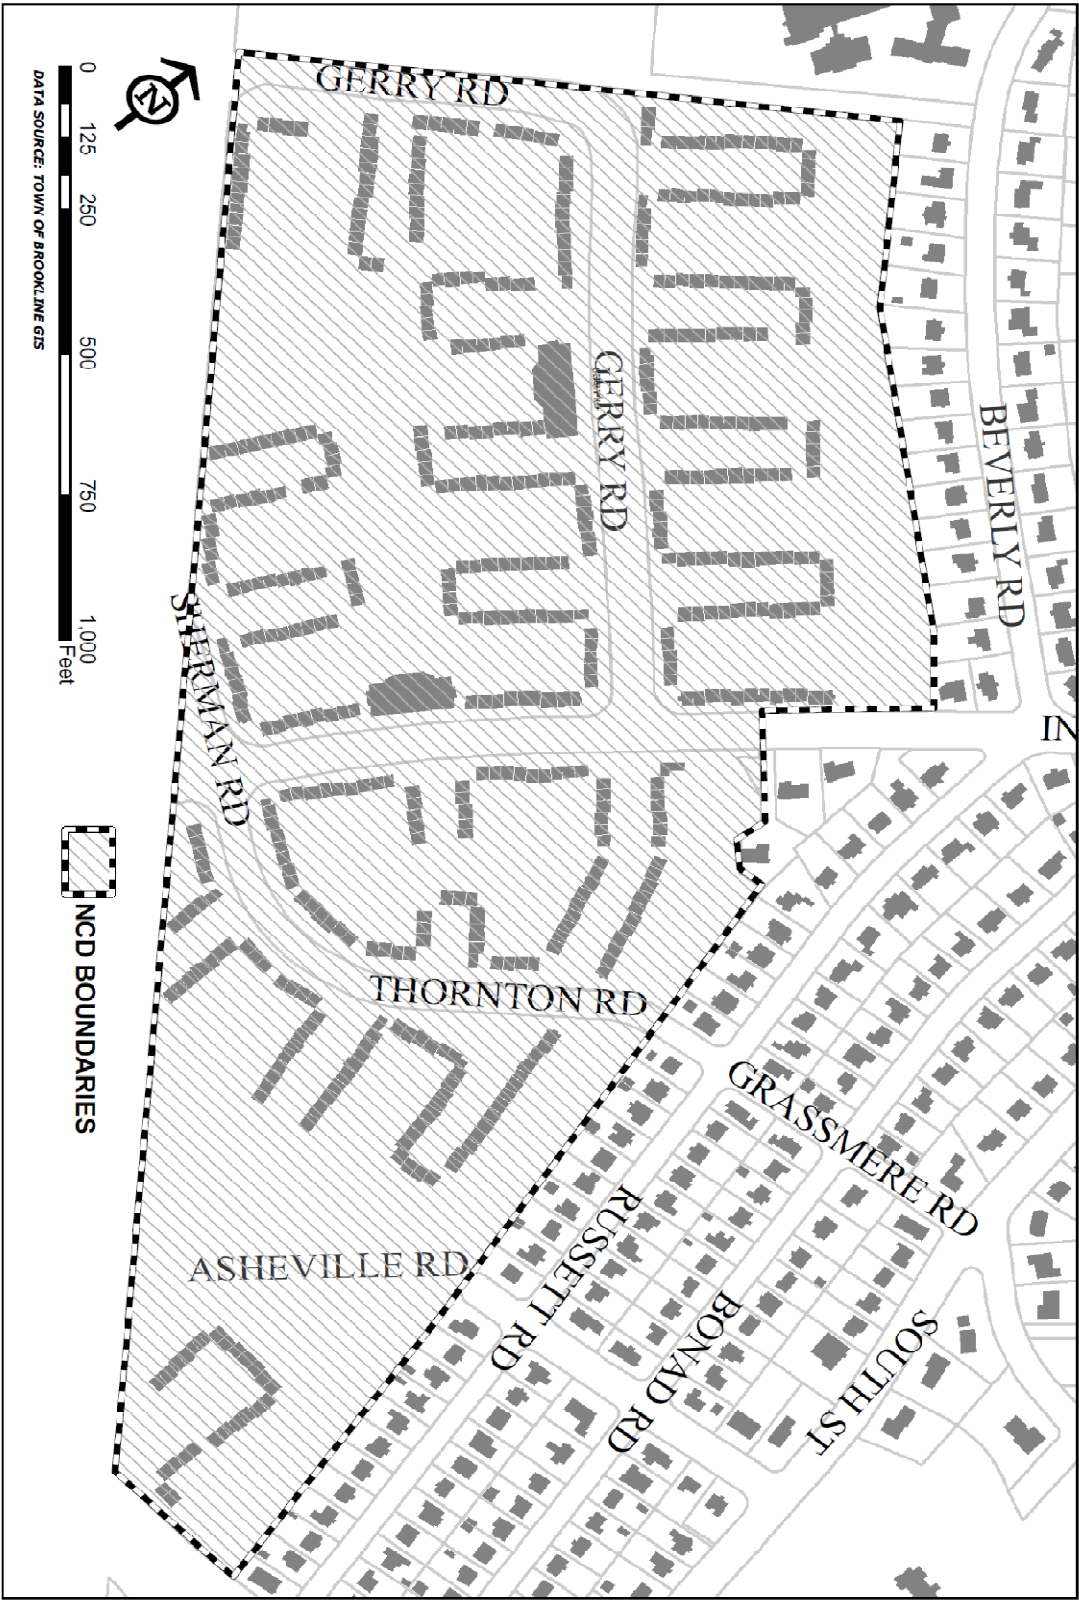 GERRY RD
GERRY RD
BEVERLY RD
IN
SHERMAN RD
THORNTON RD
GRASSMERE RD
RUSSETT RD
BONAD RD
SOUTH ST
ASHEVILLE RD
N
0 125 250 500 750 1,000
Feet
DATA SOURCE: TOWN OF BROOKLINE GIS
NCD BOUNDARIES